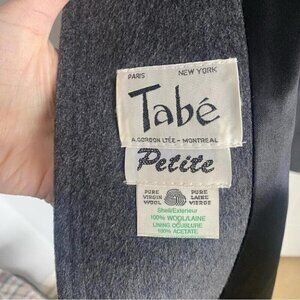 PARIS NEW YORK
Tabé
A. GORDON LTÉE - MONTREAL
Petite
PURE VIRGIN WOOL PURE LAINE VIERGE
Shell/Exterieur
100% WOOL/LAINE
LINING DOUBLURE
100% ACETATE